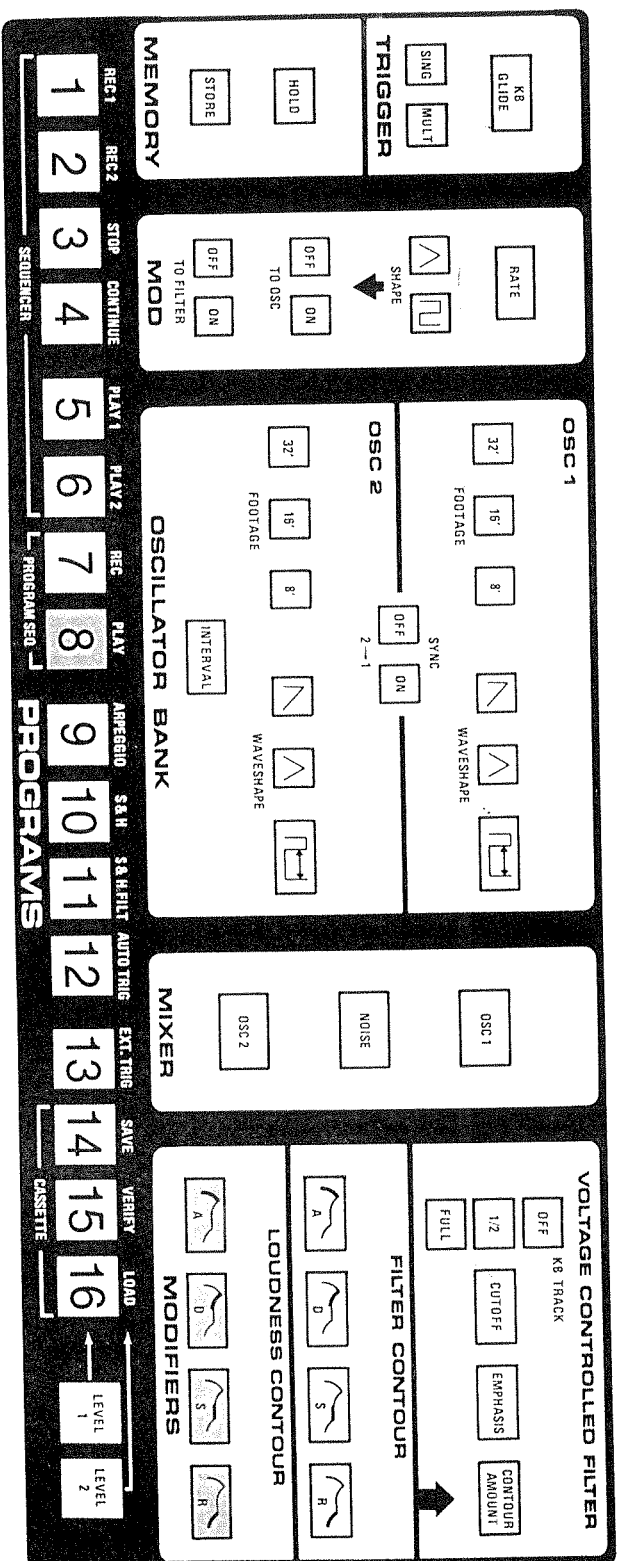 KB GLIDE
SING
MULT
TRIGGER
HOLD
STORE
MEMORY
RATE
SHAPE
OFF
ON
TO OSC
OFF
ON
TO FILTER
MOD
OSC 1
32'
16'
8'
FOOTAGE
WAVESHAPE
SYNC
OFF
ON
2→1
OSC 2
32'
16'
8'
FOOTAGE
WAVESHAPE
INTERVAL
OSCILLATOR BANK
OSC 1
NOISE
OSC 2
MIXER
VOLTAGE CONTROLLED FILTER
OFF
KB TRACK
1/2
FULL
CUTOFF
EMPHASIS
CONTOUR AMOUNT
FILTER CONTOUR
A
D
S
R
LOUDNESS CONTOUR
A
D
S
R
MODIFIERS
REC 1
REC 2
STOP
CONTINUE
PLAY 1
PLAY 2
REC
PLAY
ARPEGGIO
S & H
S & H FILT
AUTO TRIG
EXT. TRIG
SAVE
VERIFY
LOAD
1
2
3
4
5
6
7
8
9
10
11
12
13
14
15
16
LEVEL 1
LEVEL 2
SEQUENCER
PROGRAM SEQ
PROGRAMS
CASSETTE